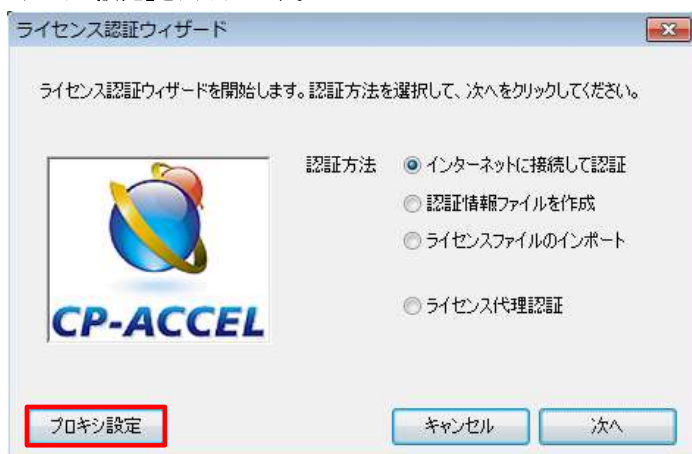 ライセンス認証ウィザード
ライセンス認証ウィザードを開始します。認証方法を選択して、次へをクリックしてください。
認証方法
インターネットに接続して認証
認証情報ファイルを作成
ライセンスファイルのインポート
ライセンス代理認証
CP-ACCEL
プロキシ設定
キャンセル
次へ